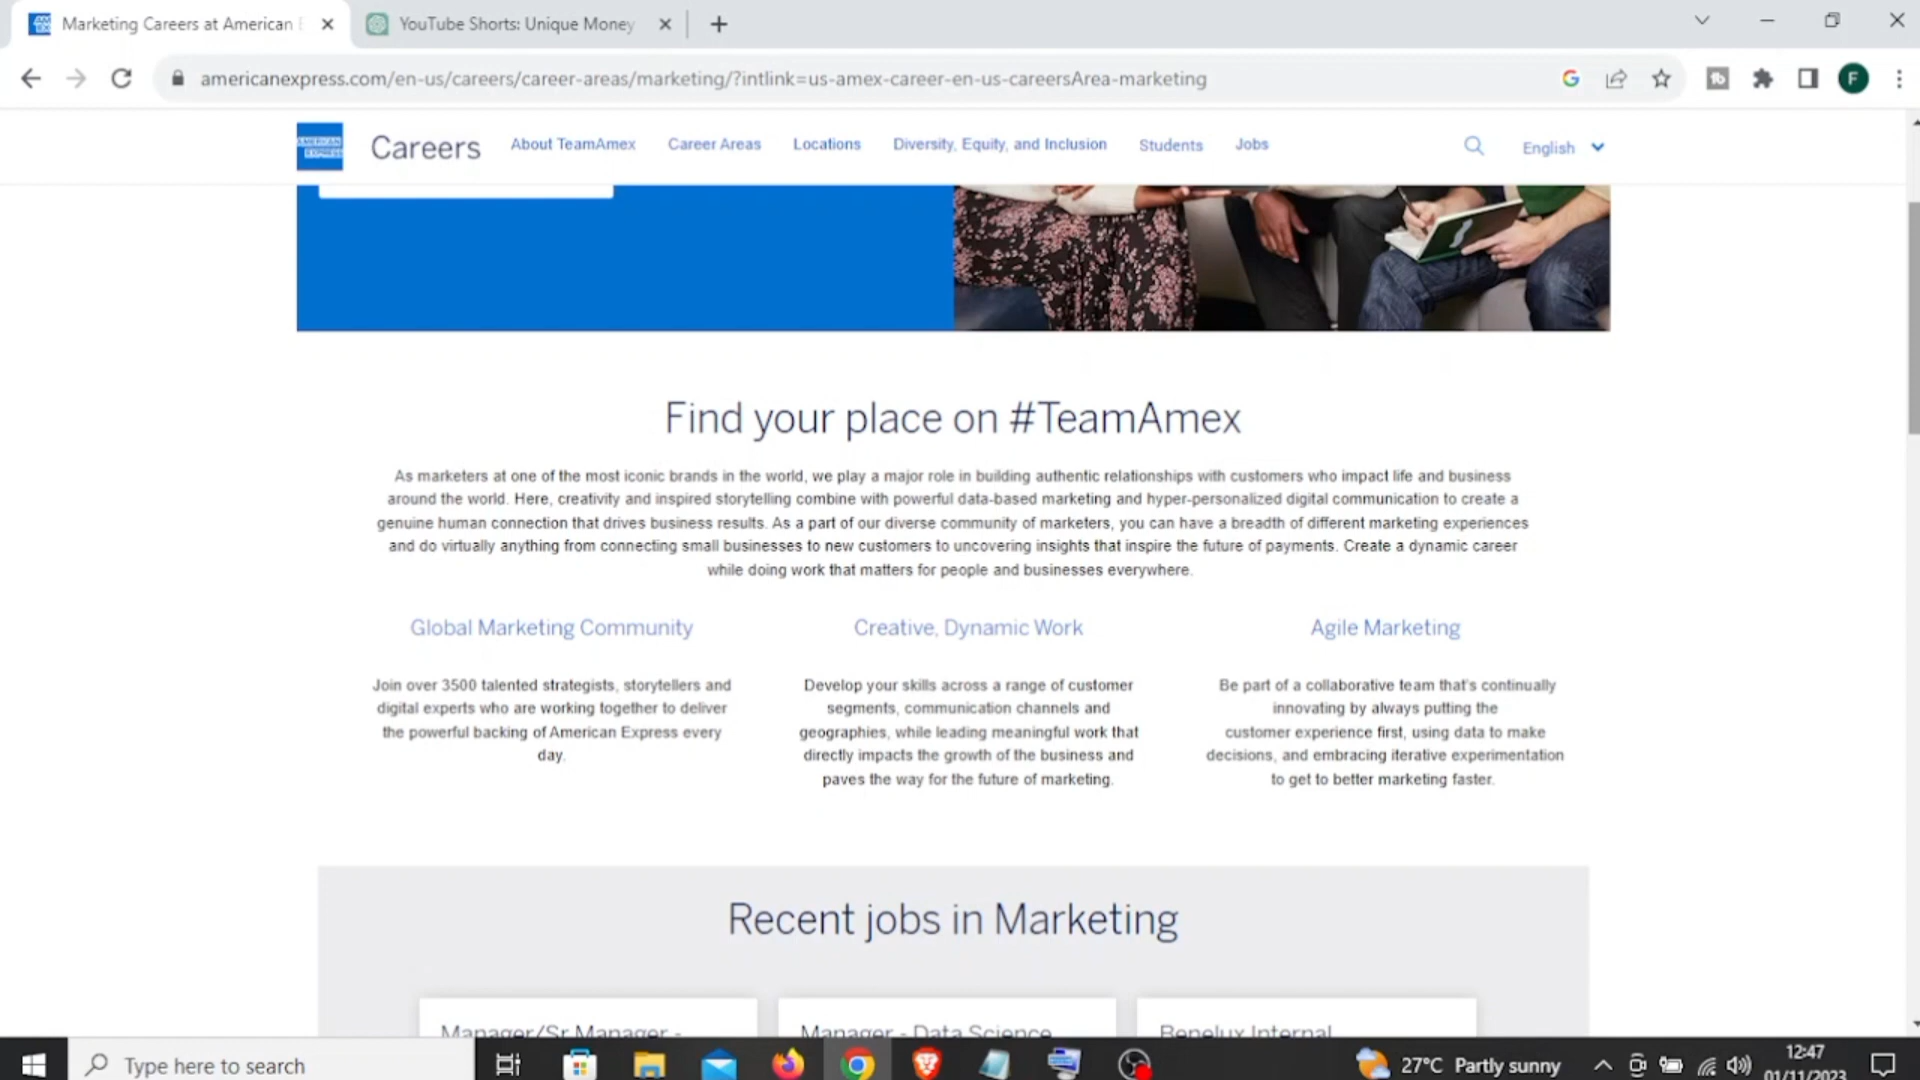 Marketing Careers at American
YouTube Shorts: Unique Money
americanexpress.com/en-us/careers/career-areas/marketing/?intlink=us-amex-career-en-us-careersArea-marketing
F
AMERICAN
EXPRESS
Careers
About TeamAmex
Career Areas
Locations
Diversity, Equity, and Inclusion
Students
Jobs
English
Find your place on #TeamAmex
As marketers at one of the most iconic brands in the world, we play a major role in building authentic relationships with customers who impact life and business
around the world. Here, creativity and inspired storytelling combine with powerful data-based marketing and hyper-personalized digital communication to create a
genuine human connection that drives business results. As a part of our diverse community of marketers, you can have a breadth of different marketing experiences
and do virtually anything from connecting small businesses to new customers to uncovering insights that inspire the future of payments. Create a dynamic career
while doing work that matters for people and businesses everywhere.
Global Marketing Community
Join over 3500 talented strategists, storytellers and
digital experts who are working together to deliver
the powerful backing of American Express every
day.
Creative, Dynamic Work
Develop your skills across a range of customer
segments, communication channels and
geographies, while leading meaningful work that
directly impacts the growth of the business and
paves the way for the future of marketing.
Agile Marketing
Be part of a collaborative team that's continually
innovating by always putting the
customer experience first, using data to make
decisions, and embracing iterative experimentation
to get to better marketing faster.
Recent jobs in Marketing
Manager/Sr Manager -
Manager - Data Science
Benelux Internal
Type here to search
27°C Partly sunny
12:47
01/11/2023